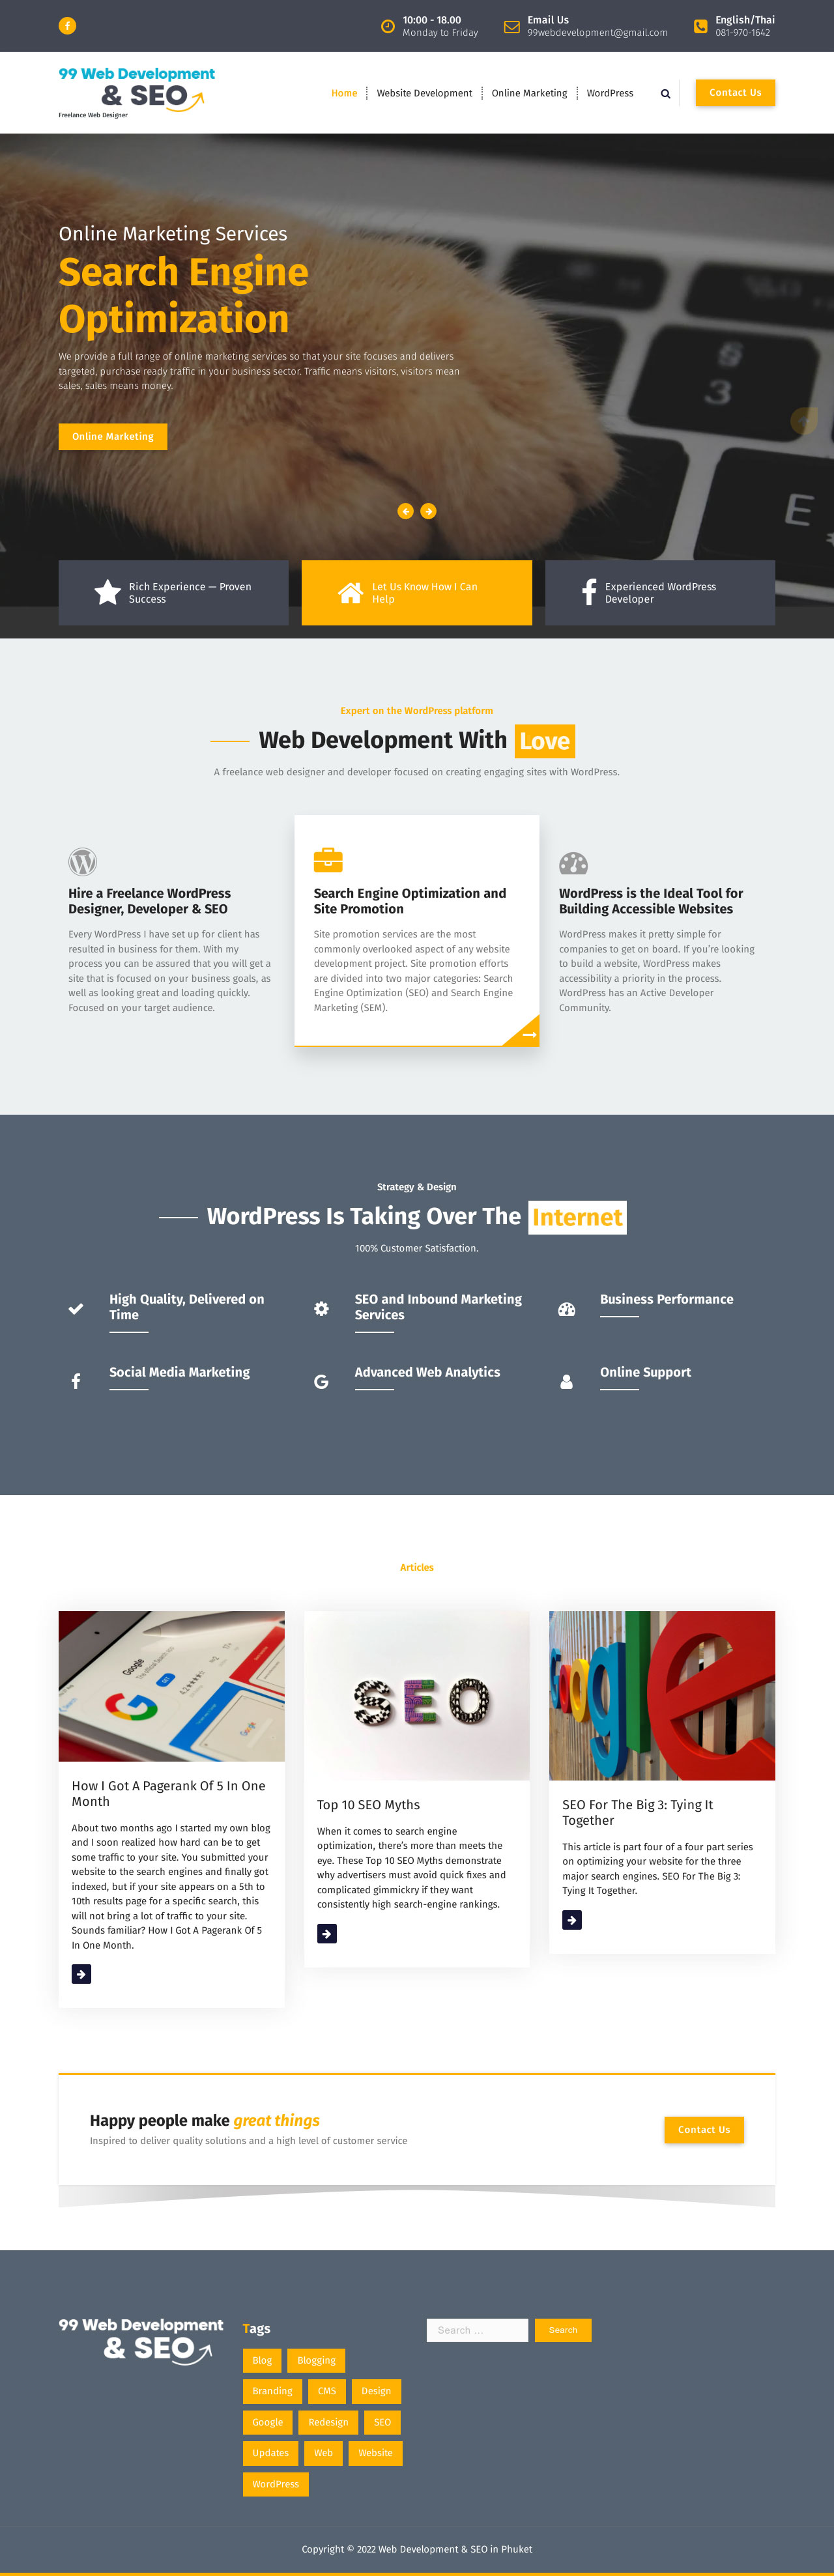 10:00 - 18.00
Monday to Friday
Email Us
99webdevelopment@gmail.com
English/Thai
081-970-1642
99 Web Development
& SEO
Freelance Web Designer
Home
Website Development
Online Marketing
WordPress
Contact Us
Online Marketing Services
Search Engine
Optimization
We provide a full range of online marketing services so that your site focuses and delivers
targeted, purchase ready traffic in your business sector. Traffic means visitors, visitors mean
sales, sales means money.
Online Marketing
§
3
E
Rich Experience — Proven
Success
Let Us Know How I Can
Help
Experienced WordPress
Developer
Expert on the WordPress platform
Web Development With Love
A freelance web designer and developer focused on creating engaging sites with WordPress.
Hire a Freelance WordPress
Designer, Developer & SEO
Every WordPress I have set up for client has
resulted in business for them. With my
process you can be assured that you will get a
site that is focused on your business goals, as
well as looking great and loading quickly.
Focused on your target audience.
Search Engine Optimization and
Site Promotion
Site promotion services are the most
commonly overlooked aspect of any website
development project. Site promotion efforts
are divided into two major categories: Search
Engine Optimization (SEO) and Search Engine
Marketing (SEM).
WordPress is the Ideal Tool for
Building Accessible Websites
WordPress makes it pretty simple for
companies to get on board. If you're looking
to build a website, WordPress makes
accessibility a priority in the process.
WordPress has an Active Developer
Community.
Strategy & Design
WordPress Is Taking Over The Internet
100% Customer Satisfaction.
High Quality, Delivered on
Time
SEO and Inbound Marketing
Services
Business Performance
Social Media Marketing
Advanced Web Analytics
Online Support
Articles
Google
GET
How I Got A Pagerank Of 5 In One
Month
About two months ago I started my own blog
and I soon realized how hard can be to get
some traffic to your site. You submitted your
website to the search engines and finally got
indexed, but if your site appears on a 5th to
10th results page for a specific search, this
will not bring a lot of traffic to your site.
Sounds familiar? How I Got A Pagerank Of 5
In One Month.
SEO
Top 10 SEO Myths
When it comes to search engine
optimization, there's more than meets the
eye. These Top 10 SEO Myths demonstrate
why advertisers must avoid quick fixes and
complicated gimmickry if they want
consistently high search-engine rankings.
Google
SEO For The Big 3: Tying It
Together
This article is part four of a four part series
on optimizing your website for the three
major search engines. SEO For The Big 3:
Tying It Together.
Happy people make great things
Inspired to deliver quality solutions and a high level of customer service
Contact Us
99 Web Development
& SEO
Tags
Blog
Blogging
Branding
CMS
Design
Google
Redesign
SEO
Updates
Web
Website
WordPress
Search ...
Search
Copyright © 2022 Web Development & SEO in Phuket